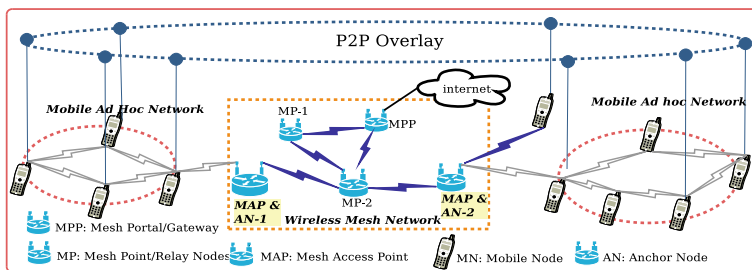 P2P Overlay
internet
Mobile Ad Hoc Network
Mobile Ad hoc Network
MP-1
MPP
MP-2
MAP &
AN-1
MAP &
AN-2
Wireless Mesh Network
MPP: Mesh Portal/Gateway
MP: Mesh Point/Relay Nodes
MAP: Mesh Access Point
MN: Mobile Node
AN: Anchor Node